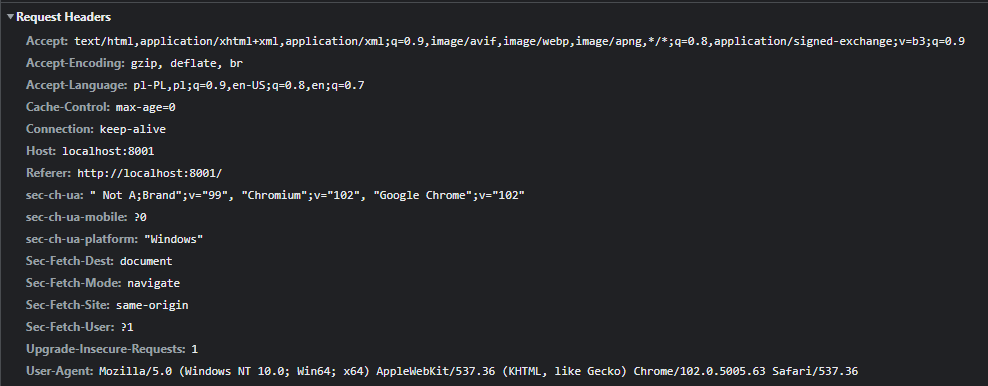 Request Headers
Accept: text/html,application/xhtml+xml,application/xml;q=0.9,image/avif,image/webp,image/apng,*/*;q=0.8,application/signed-exchange;v=b3;q=0.9
Accept-Encoding: gzip, deflate, br
Accept-Language: pl-PL,pl;q=0.9,en-US;q=0.8,en;q=0.7
Cache-Control: max-age=0
Connection: keep-alive
Host: localhost:8001
Referer: http://localhost:8001/
sec-ch-ua: " Not A;Brand";v="99", "Chromium";v="102", "Google Chrome";v="102"
sec-ch-ua-mobile: ?0
sec-ch-ua-platform: "Windows"
Sec-Fetch-Dest: document
Sec-Fetch-Mode: navigate
Sec-Fetch-Site: same-origin
Sec-Fetch-User: ?1
Upgrade-Insecure-Requests: 1
User-Agent: Mozilla/5.0 (Windows NT 10.0; Win64; x64) AppleWebKit/537.36 (KHTML, like Gecko) Chrome/102.0.5005.63 Safari/537.36